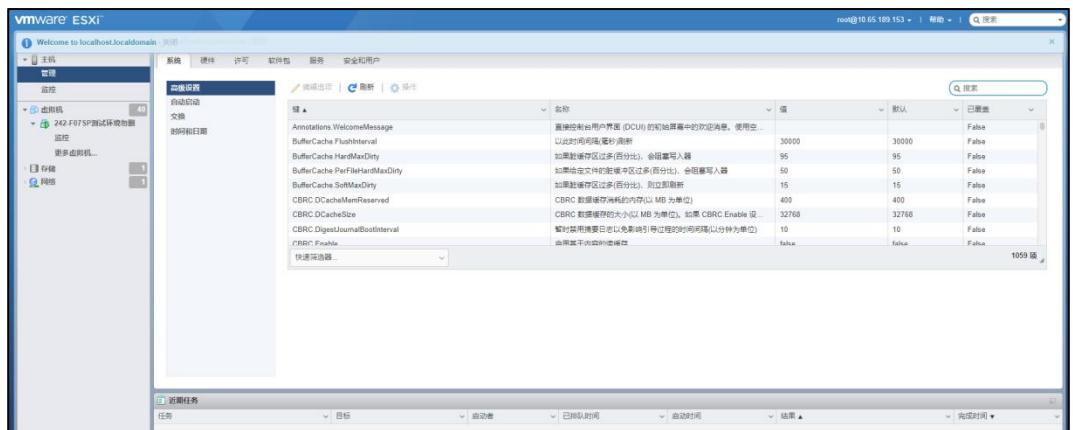 vmware ESXi
root@10.65.189.153 | 帮助 | 搜索
Welcome to localhost.localdomain
主机
管理
监控
虚拟机 40
242-F07SP测试环境勿删
监控
更多虚拟机...
存储 1
网络 1
系统 硬件 许可 软件包 服务 安全和用户
高级设置
自动启动
交换
时间和日期
编辑选项 | 刷新 | 操作
搜索
键 名称 值 默认 已覆盖
Annotations.WelcomeMessage 直接控制台用户界面 (DCUI) 的初始屏幕中的欢迎消息。使用空... False
BufferCache.FlushInterval 以此时间间隔(毫秒)刷新 30000 30000 False
BufferCache.HardMaxDirty 如果脏缓存区过多(百分比)，会阻塞写入器 95 95 False
BufferCache.PerFileHardMaxDirty 如果给定文件的脏缓冲区过多(百分比)，会阻塞写入器 50 50 False
BufferCache.SoftMaxDirty 如果脏缓存区过多(百分比)，则立即刷新 15 15 False
CBRC.DCacheMemReserved CBRC 数据缓存消耗的内存(以 MB 为单位) 400 400 False
CBRC.DCacheSize CBRC 数据缓存的大小(以 MB 为单位)。如果 CBRC.Enable 设... 32768 32768 False
CBRC.DigestJournalBootInterval 暂时禁用摘要日志以免影响引导过程的时间间隔(以分钟为单位) 10 10 False
CBRC.Enable 启用基于内容的读缓存 false false False
快速筛选器... 1059 项
近期任务
任务 目标 启动者 已排队时间 启动时间 结果 完成时间